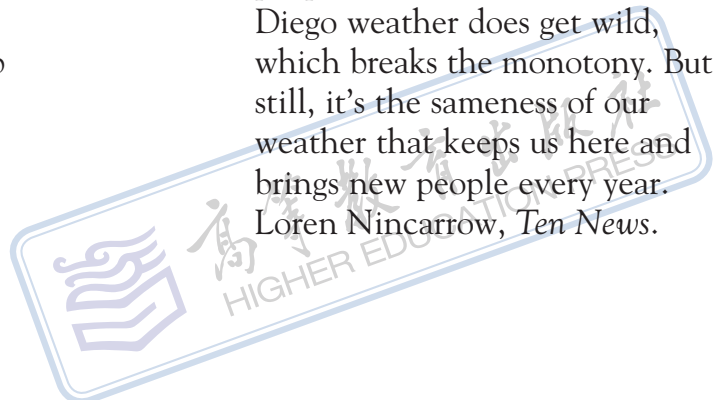 Diego weather does get wild,
which breaks the monotony. But
still, it's the sameness of our
weather that keeps us here and
brings new people every year.
Loren Nincarrow, Ten News.
高等教育出版社
HIGHER EDUCATION PRESS